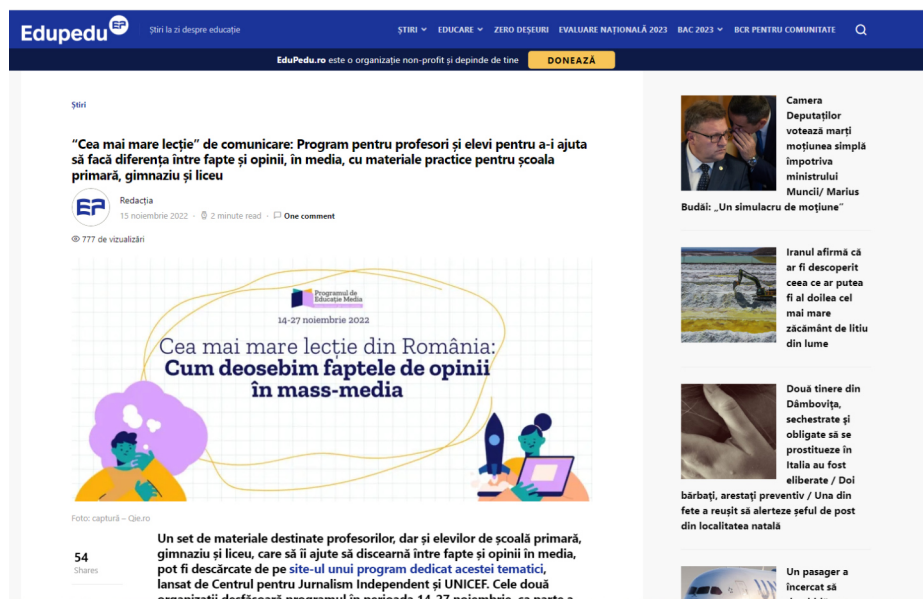 Edupedu EP
Știri la zi despre educație
ȘTIRI EDUCARE ZERO DEȘEURI EVALUARE NAȚIONALĂ 2023 BAC 2023 BCR PENTRU COMUNITATE
EduPedu.ro este o organizație non-profit și depinde de tine DONEAZĂ
Știri
“Cea mai mare lecție” de comunicare: Program pentru profesori și elevi pentru a-i ajuta
să facă diferența între fapte și opinii, în media, cu materiale practice pentru școala
primară, gimnaziu și liceu
EP
Redacția
15 noiembrie 2022 - 2 minute read - One comment
777 de vizualizări
Programul de
Educație Media
14-27 noiembrie 2022
Cea mai mare lecție din România:
Cum deosebim faptele de opinii
în mass-media
Foto: captură – Qie.ro
54
Shares
Un set de materiale destinate profesorilor, dar și elevilor de școală primară,
gimnaziu și liceu, care să îi ajute să discearnă între fapte și opinii în media,
pot fi descărcate de pe site-ul unui program dedicat acestei tematici,
lansat de Centrul pentru Jurnalism Independent și UNICEF. Cele două
organizații desfășoară programul în perioada 14-27 noiembrie, ca parte a
Camera
Deputaților
votează marți
moțiunea simplă
împotriva
ministrului
Muncii/ Marius
Budăi: „Un simulacru de moțiune”
Iranul afirmă că
ar fi descoperit
ceea ce ar putea
fi al doilea cel
mai mare
zăcământ de litiu
din lume
Două tinere din
Dâmbovița,
sechestrate și
obligate să se
prostitueze în
Italia au fost
eliberate / Doi
bărbați, arestați preventiv / Una din
fete a reușit să alerteze șeful de post
din localitatea natală
Un pasager a
încercat să